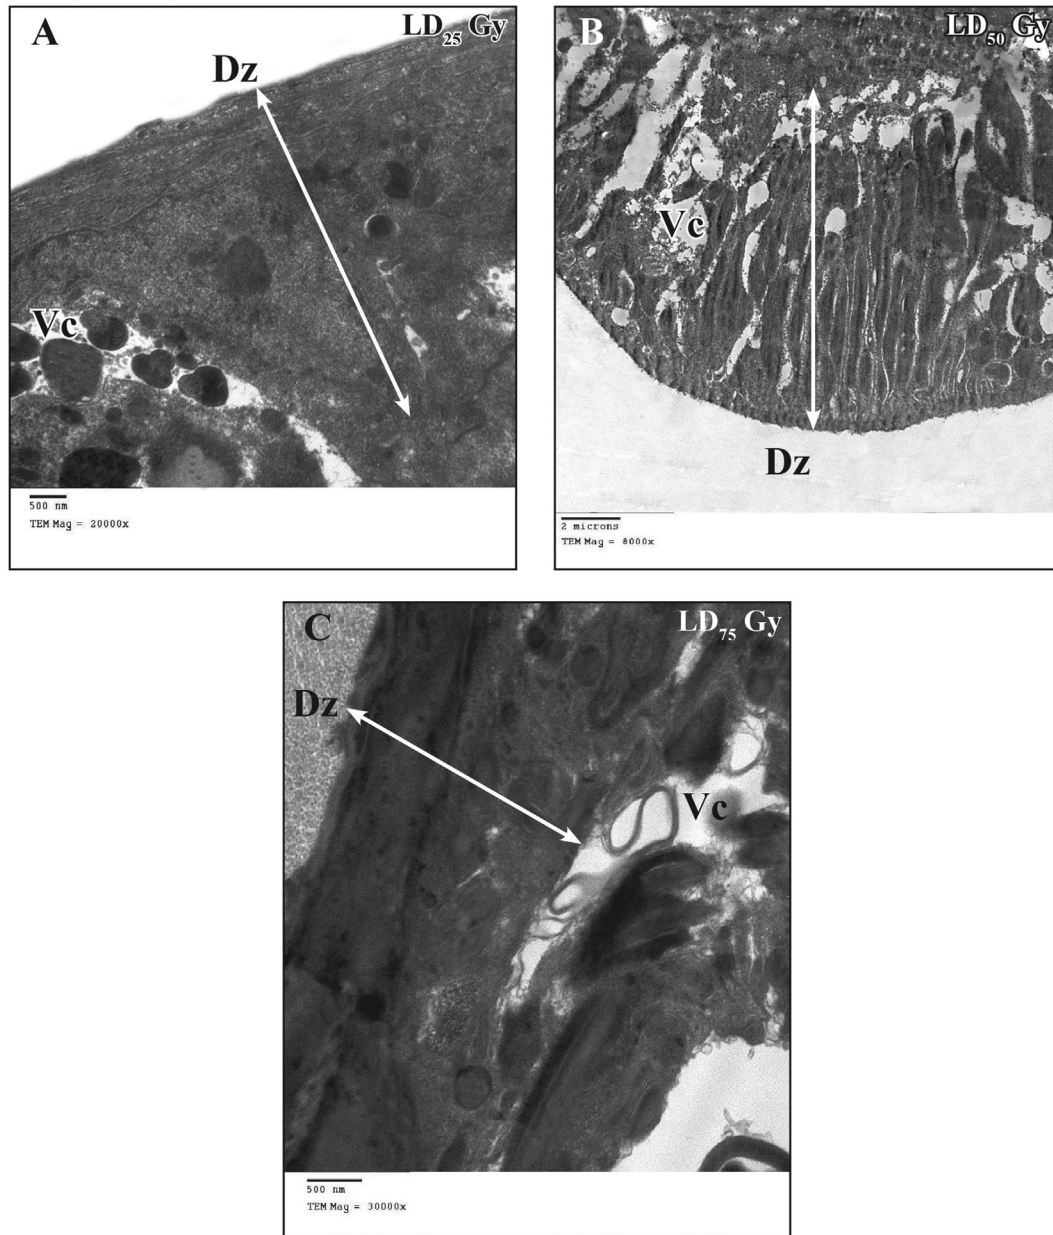 A
LD25 Gy
Dz
Vc
500 nm
TEM Mag = 20000x
B
LD50 Gy
Vc
Dz
2 microns
TEM Mag = 8000x
C
LD75 Gy
Dz
Vc
500 nm
TEM Mag = 30000x